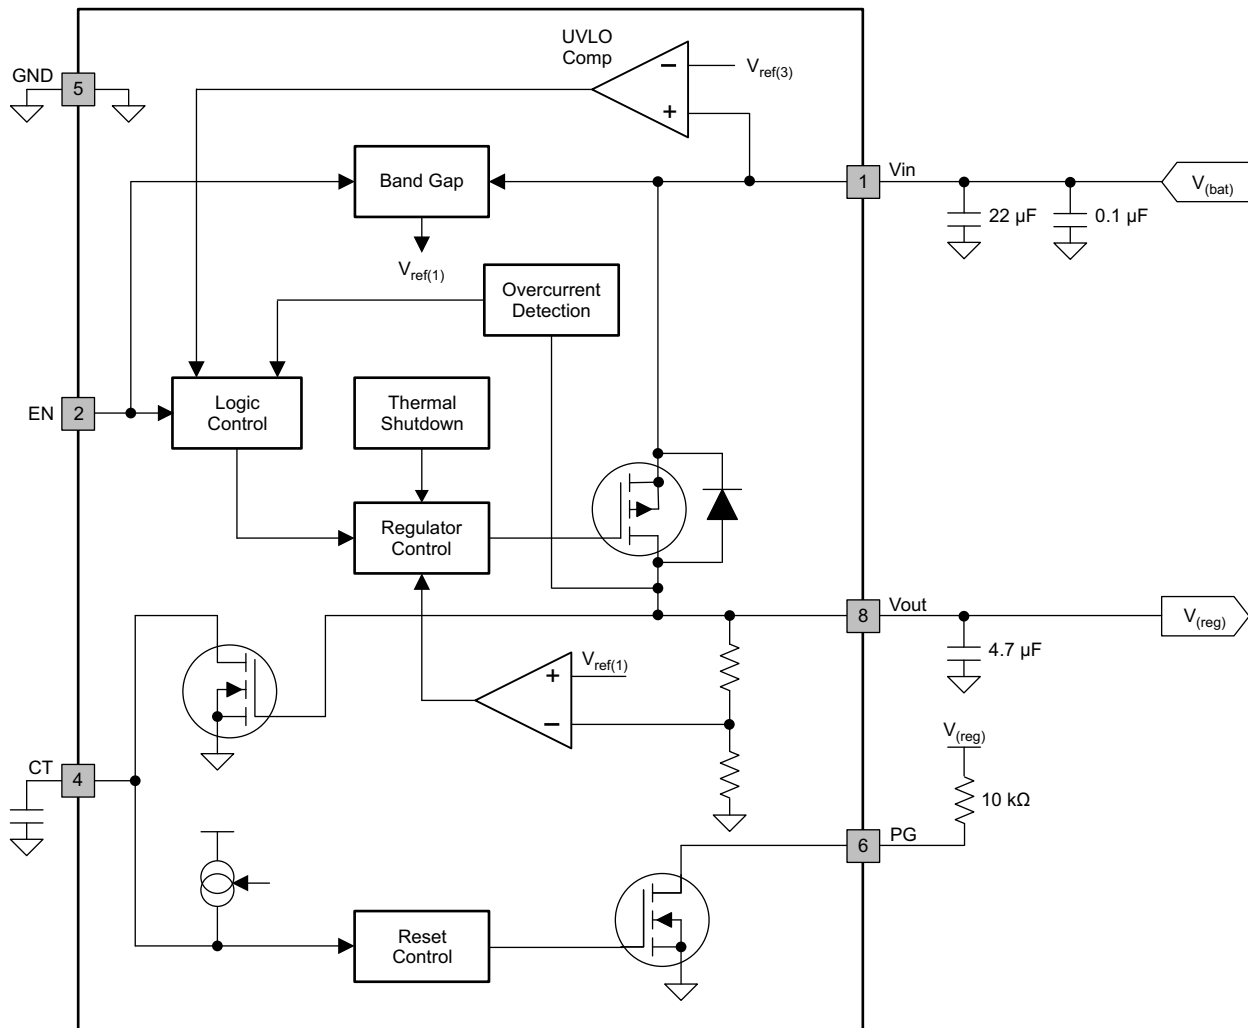 UVLO
Comp
V_ref(3)
GND
5
Band Gap
1
Vin
V_(bat)
22 µF
0.1 µF
V_ref(1)
Overcurrent
Detection
EN
2
Logic
Control
Thermal
Shutdown
Regulator
Control
8
Vout
V_(reg)
4.7 µF
V_ref(1)
V_(reg)
CT
4
10 kΩ
6
PG
Reset
Control